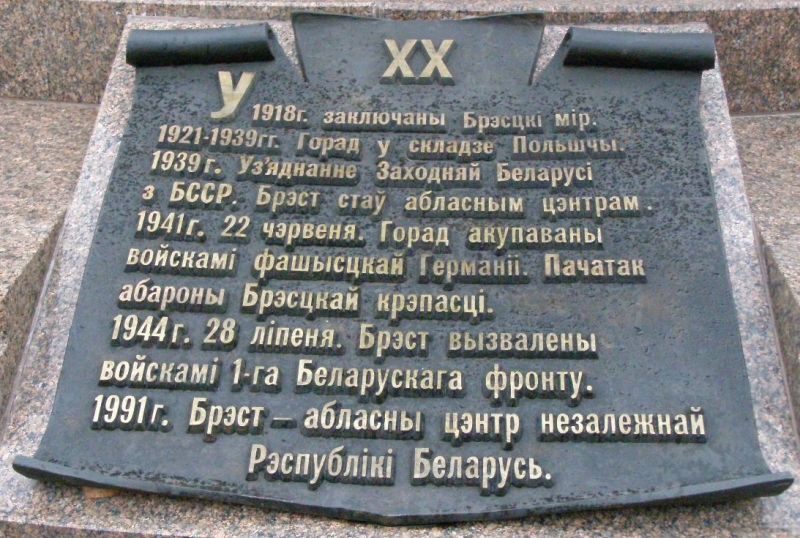 XX
У 1918г. заключаны Брэсцкі мір.
1921-1939гг. Горад у складзе Польшчы.
1939г. Уз'яднанне Заходняй Беларусі
з БССР. Брэст стаў абласным цэнтрам.
1941г. 22 чэрвеня. Горад акупаваны
войскамі фашысцкай Германіі. Пачатак
абароны Брэсцкай крэпасці.
1944г. 28 ліпеня. Брэст вызвалены
войскамі 1-га Беларускага фронту.
1991г. Брэст – абласны цэнтр незалежнай
Рэспублікі Беларусь.